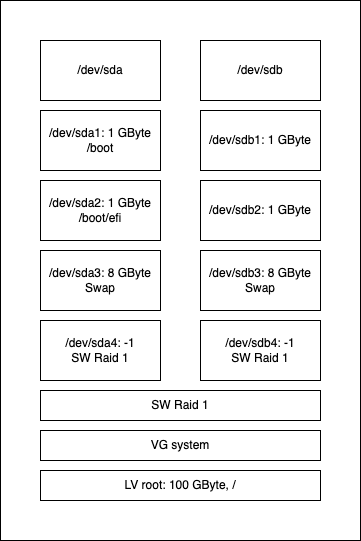 /dev/sda
/dev/sdb
/dev/sda1: 1 GByte
/boot
/dev/sdb1: 1 GByte
/dev/sda2: 1 GByte
/boot/efi
/dev/sdb2: 1 GByte
/dev/sda3: 8 GByte
Swap
/dev/sdb3: 8 GByte
Swap
/dev/sda4: -1
SW Raid 1
/dev/sdb4: -1
SW Raid 1
SW Raid 1
VG system
LV root: 100 GByte, /